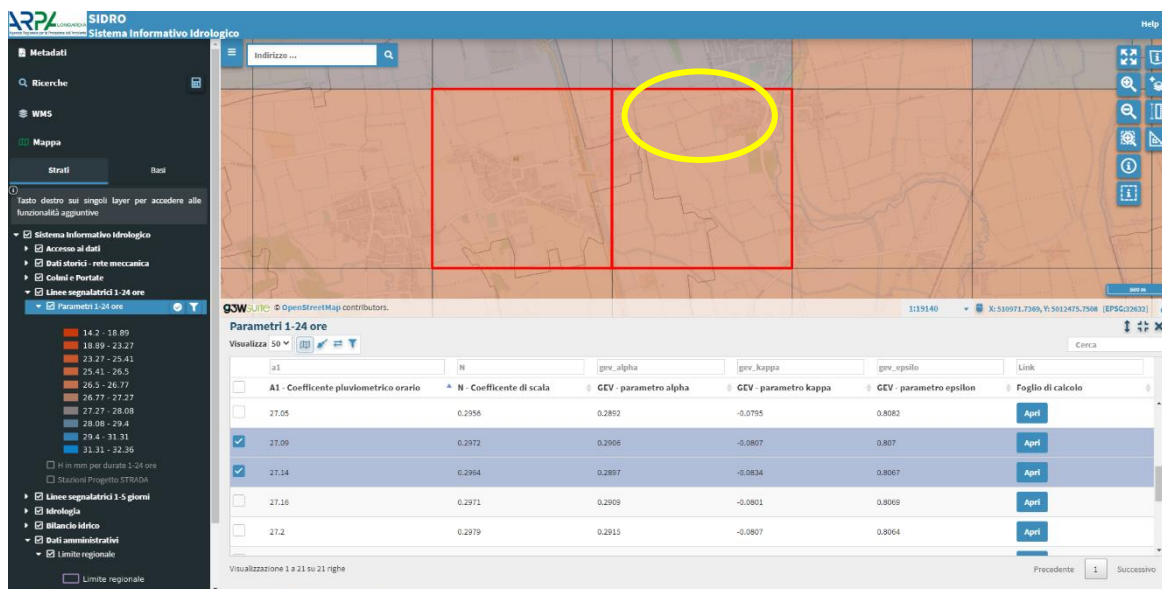 ARPA LOMBARDIA
SIDRO
Sistema Informativo Idrologico
Help
Metadati
Ricerche
WMS
Mappa
Strati Basi
Tasto destro sui singoli layer per accedere alle
funzionalità aggiuntive
Sistema Informativo Idrologico
Accesso ai dati
Dati storici - rete meccanica
Colmi e Portate
Linee segnalatrici 1-24 ore
Parametri 1-24 ore
14.2 - 18.89
18.89 - 23.27
23.27 - 25.41
25.41 - 26.5
26.5 - 26.77
26.77 - 27.27
27.27 - 28.08
28.08 - 29.4
29.4 - 31.31
31.31 - 32.36
H in mm per durate 1-24 ore
Stazioni Progetto STRADA
Linee segnalatrici 1-5 giorni
Idrologia
Bilancio idrico
Dati amministrativi
Limite regionale
Limite regionale
Indirizzo ...
500 m
G3WSUITE © OpenStreetMap contributors.
1:19140 X: 510971.7369, Y: 5012475.7508 [EPSG:32632]
Parametri 1-24 ore
Visualizza 50
Cerca
a1 N gev_alpha gev_kappa gev_epsilo Link
A1 - Coefficente pluviometrico orario N - Coefficente di scala GEV - parametro alpha GEV - parametro kappa GEV - parametro epsilon Foglio di calcolo
27.05 0.2956 0.2892 -0.0795 0.8082 Apri
27.09 0.2972 0.2906 -0.0807 0.807 Apri
27.14 0.2964 0.2897 -0.0834 0.8067 Apri
27.16 0.2971 0.2909 -0.0801 0.8069 Apri
27.2 0.2979 0.2915 -0.0807 0.8064 Apri
Visualizzazione 1 a 21 su 21 righe
Precedente 1 Successivo